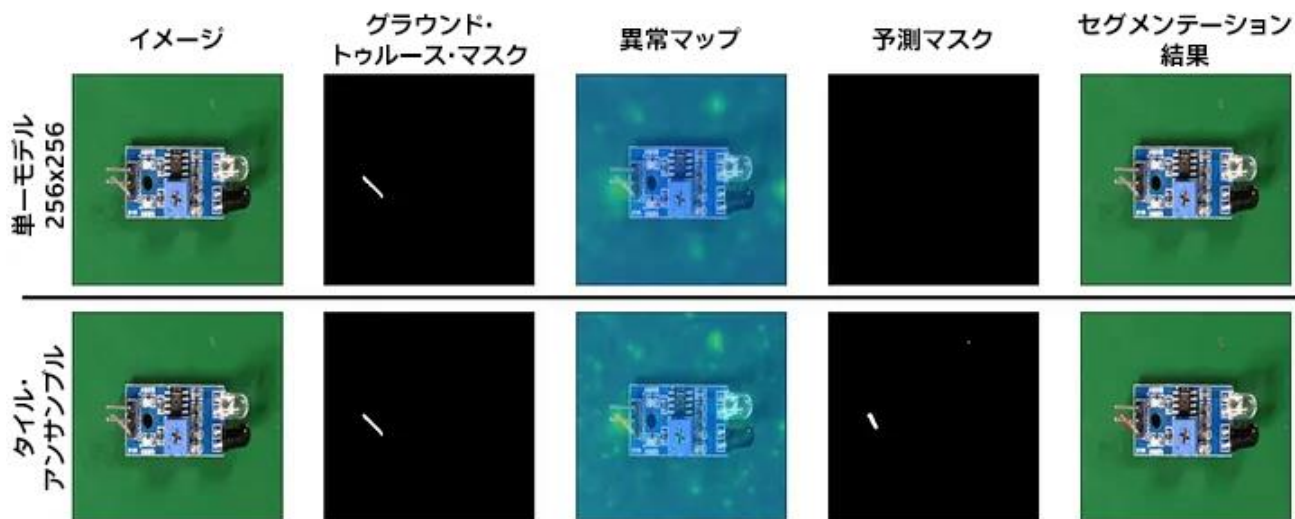 イメージ
グラウンド・
トゥルース・マスク
異常マップ
予測マスク
セグメンテーション
結果
単一モデル
256x256
タイル・
アンサンブル